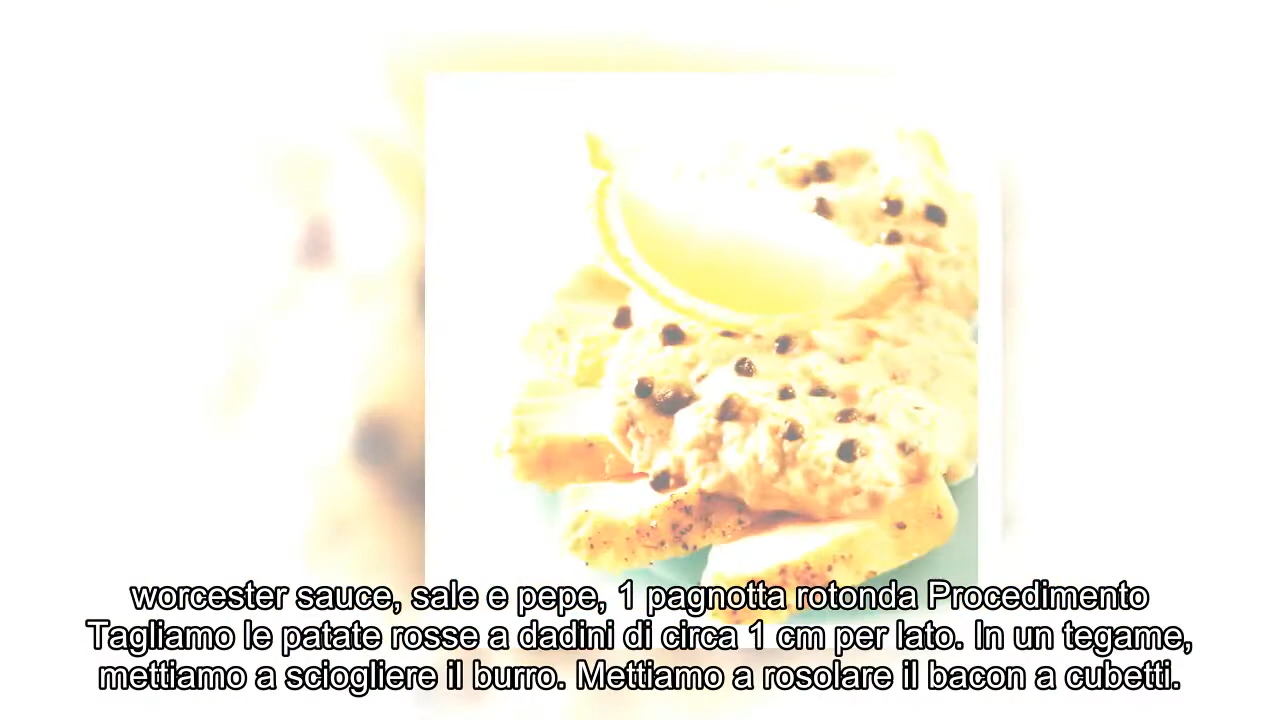 worcester sauce, sale e pepe, 1 pagnotta rotonda Procedimento
Tagliamo le patate rosse a dadini di circa 1 cm per lato. In un tegame,
mettiamo a sciogliere il burro. Mettiamo a rosolare il bacon a cubetti.